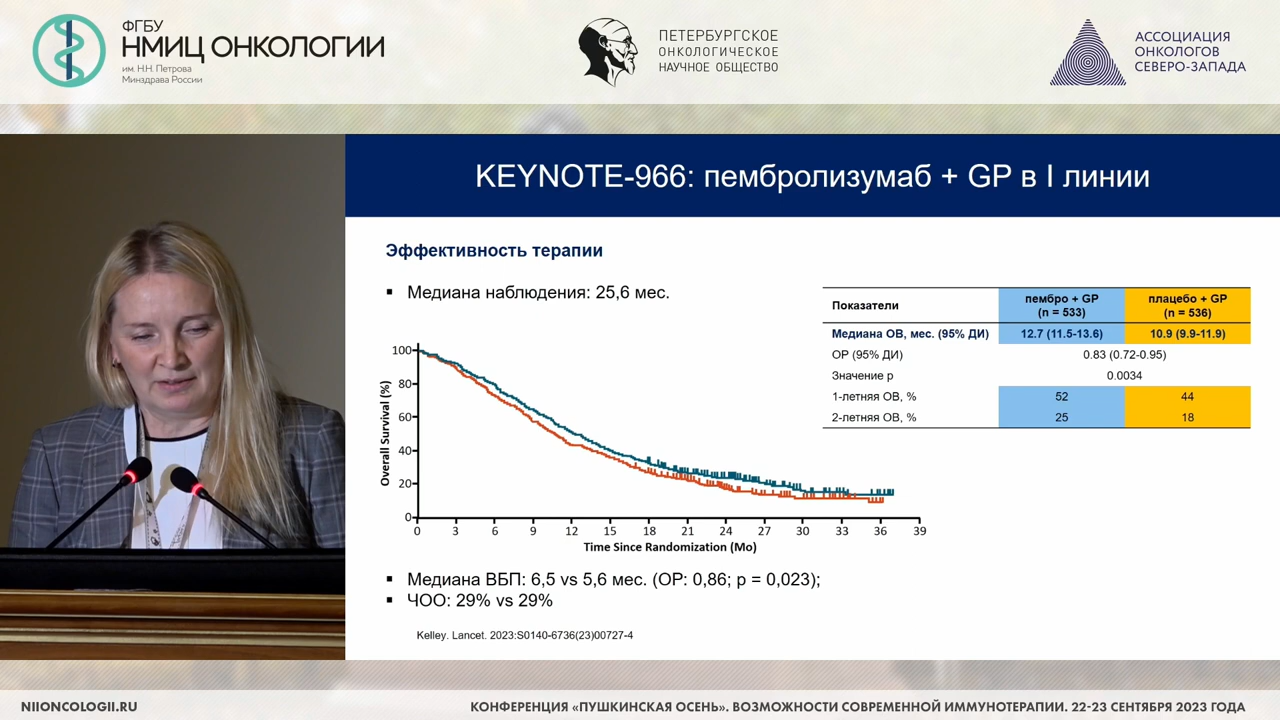 ФГБУ
НМИЦ ОНКОЛОГИИ
им. Н.Н. Петрова
Минздрава России
ПЕТЕРБУРГСКОЕ
ОНКОЛОГИЧЕСКОЕ
НАУЧНОЕ ОБЩЕСТВО
АССОЦИАЦИЯ
ОНКОЛОГОВ
СЕВЕРО-ЗАПАДА
KEYNOTE-966: пембролизумаб + GP в I линии
Эффективность терапии
▪ Медиана наблюдения: 25,6 мес.
Показатели пембро + GP (n = 533) плацебо + GP (n = 536)
Медиана ОВ, мес. (95% ДИ) 12.7 (11.5-13.6) 10.9 (9.9-11.9)
ОР (95% ДИ) 0.83 (0.72-0.95)
Значение р 0.0034
1-летняя ОВ, % 52 44
2-летняя ОВ, % 25 18
Overall Survival (%)
100
80
60
40
20
0
0 3 6 9 12 15 18 21 24 27 30 33 36 39
Time Since Randomization (Mo)
▪ Медиана ВБП: 6,5 vs 5,6 мес. (ОР: 0,86; p = 0,023);
▪ ЧОО: 29% vs 29%
Kelley. Lancet. 2023:S0140-6736(23)00727-4
NIIONCOLOGII.RU
КОНФЕРЕНЦИЯ «ПУШКИНСКАЯ ОСЕНЬ». ВОЗМОЖНОСТИ СОВРЕМЕННОЙ ИММУНОТЕРАПИИ. 22-23 СЕНТЯБРЯ 2023 ГОДА